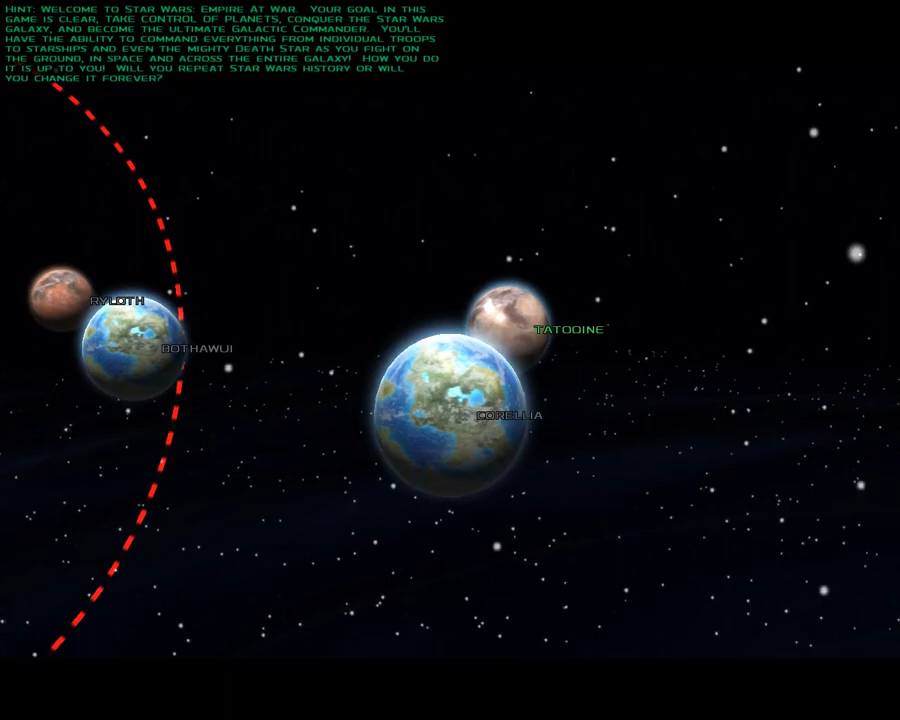 Hint: Welcome to Star Wars: Empire At War. Your goal in this
game is clear, TAKE CONTROL OF PLANETS, conquer the Star Wars
galaxy, and become the ultimate Galactic Commander. You'll
have the ability to command everything from individual troops
to starships and even the mighty Death Star as you fight on
the ground, in space and across the entire galaxy! How you do
it is up to you! Will you repeat Star Wars history or will
you change it forever?
RYLOTH
TATOOINE
BOTHAWUI
CORELLIA